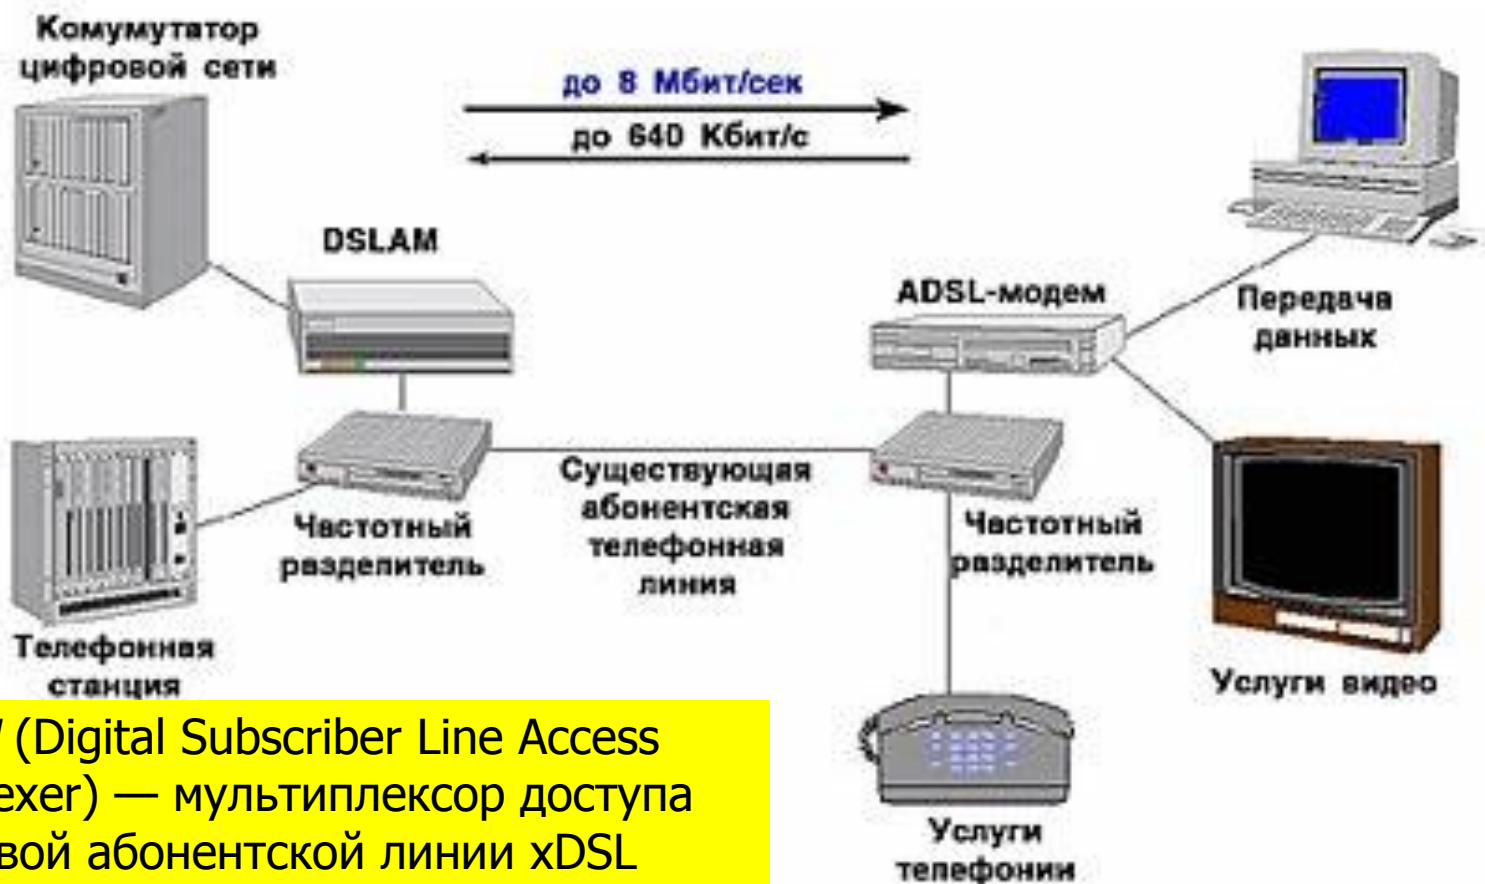 Комумутатор
цифровой сети
до 8 Мбит/сек
до 640 Кбит/с
DSLAM
ADSL-модем
Передача
данных
Существующая
абонентская
телефонная
линия
Частотный
разделитель
Частотный
разделитель
Телефонная
станция
Услуги видео
(Digital Subscriber Line Access
exer) — мультиплексор доступа
вой абонентской линии xDSL
Услуги
телефонии